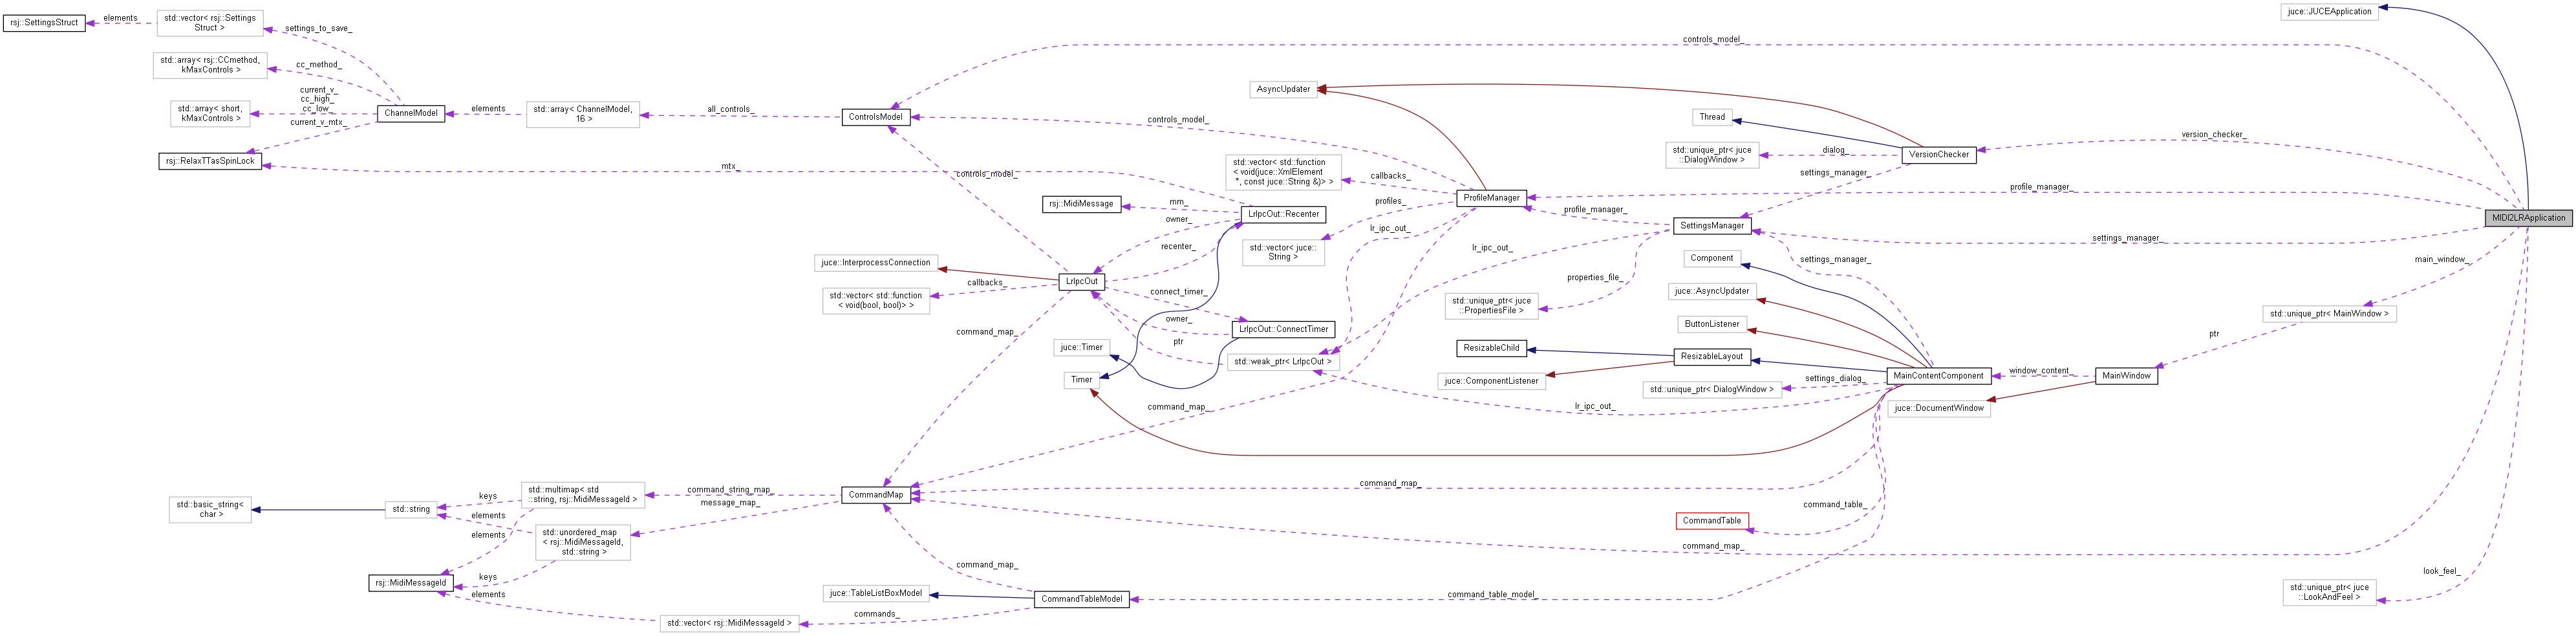 rsj::SettingsStruct
elements
std::vector< rsj::Settings
Struct >
settings_to_save_
std::array< rsj::CCmethod,
kMaxControls >
cc_method_
std::array< short,
kMaxControls >
current_v_
cc_high_
cc_low_
current_v_mtx_
rsj::RelaxTTasSpinLock
ChannelModel
elements
std::array< ChannelModel,
16 >
all_controls_
ControlsModel
mtx_
controls_model_
juce::InterprocessConnection
std::vector< std::function
< void(bool, bool)> >
callbacks_
LrIpcOut
command_map_
rsj::MidiMessage
mm_
owner_
recenter_
connect_timer_
owner_
ptr
juce::Timer
Timer
LrIpcOut::Recenter
LrIpcOut::ConnectTimer
std::weak_ptr< LrIpcOut >
command_map_
AsyncUpdater
controls_model_
std::vector< std::function
< void(juce::XmlElement
*, const juce::String &)> >
callbacks_
profiles_
std::vector< juce::
String >
lr_ipc_out_
ProfileManager
controls_model_
Thread
std::unique_ptr< juce
::DialogWindow >
dialog_
settings_manager_
VersionChecker
version_checker_
profile_manager_
profile_manager_
SettingsManager
settings_manager_
lr_ipc_out_
properties_file_
std::unique_ptr< juce
::PropertiesFile >
settings_manager_
Component
juce::AsyncUpdater
ButtonListener
ResizableChild
ResizableLayout
juce::ComponentListener
std::unique_ptr< DialogWindow >
settings_dialog_
lr_ipc_out_
MainContentComponent
window_content_
MainWindow
juce::DocumentWindow
ptr
std::unique_ptr< MainWindow >
main_window_
juce::JUCEApplication
MIDI2LRApplication
command_map_
CommandTable
command_table_
command_map_
command_table_model_
look_feel_
std::unique_ptr< juce
::LookAndFeel >
std::basic_string<
char >
std::string
keys
elements
elements
keys
elements
std::multimap< std
::string, rsj::MidiMessageId >
std::unordered_map
< rsj::MidiMessageId,
std::string >
command_string_map_
message_map_
CommandMap
rsj::MidiMessageId
command_map_
juce::TableListBoxModel
CommandTableModel
commands_
std::vector< rsj::MidiMessageId >